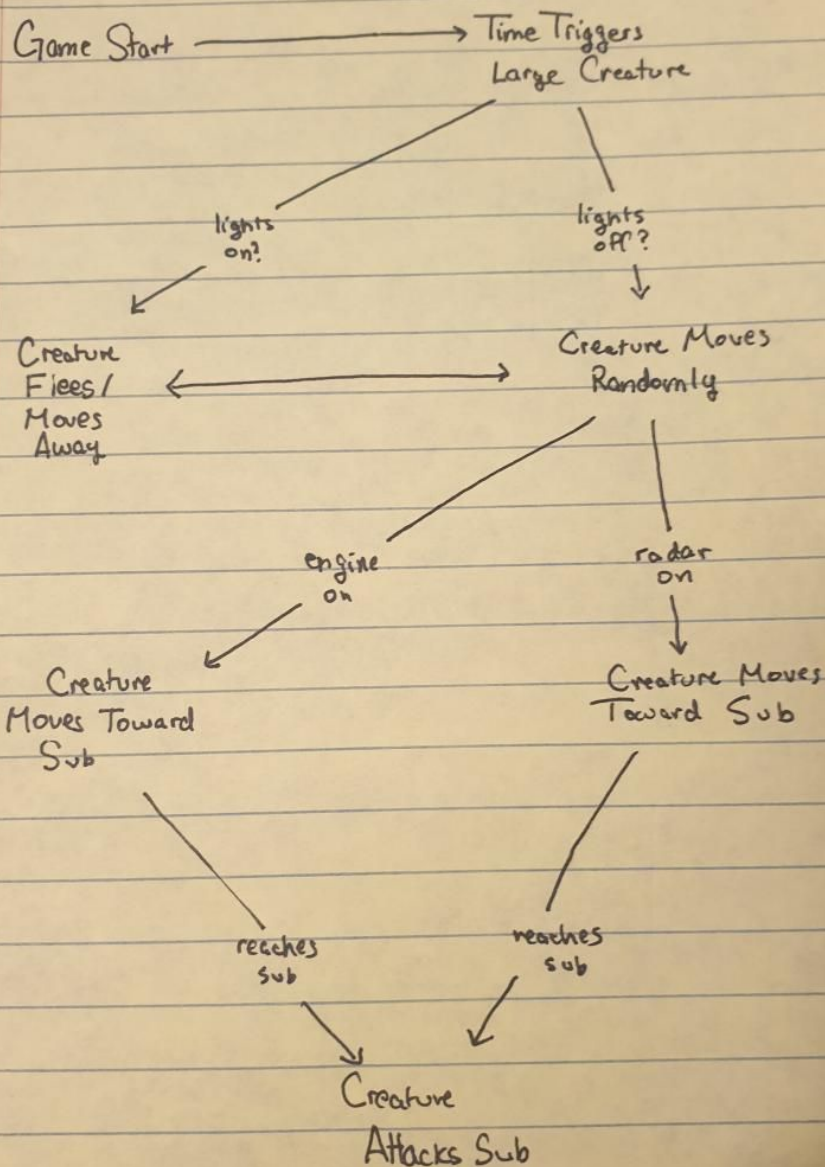 Game Start
Time Triggers
Large Creature
lights
on?
lights
off?
Creature
Flees/
Moves
Away
Creature Moves
Randomly
engine
on
radar
on
Creature
Moves Toward
Sub
Creature Moves
Toward Sub
reaches
sub
reaches
sub
Creature
Attacks Sub